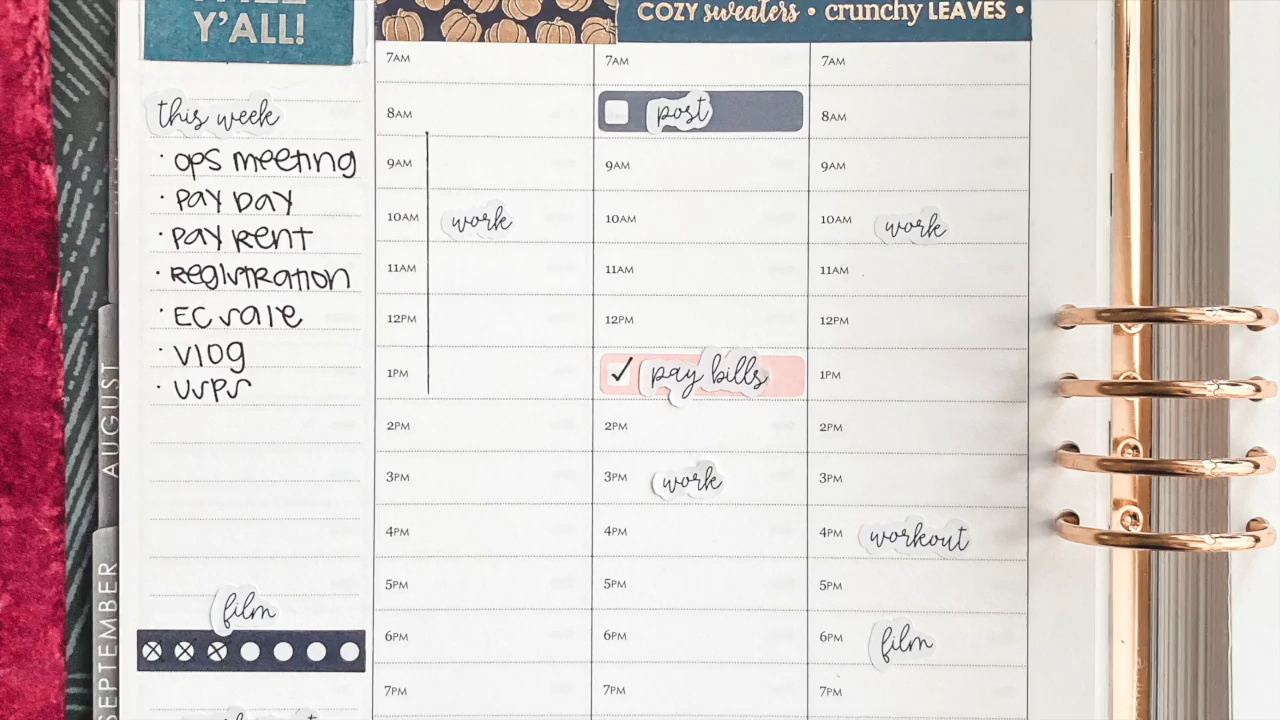 Y'ALL!
COZY sweaters • crunchy LEAVES •
this week
• OPS meeting
• Pay Day
• Pay Rent
• Registration
• EC sale
• Vlog
• USPS
film
AUGUST
SEPTEMBER
7AM
8AM
9AM
10AM work
11AM
12PM
1PM
2PM
3PM
4PM
5PM
6PM
7PM
7AM
post
9AM
10AM
11AM
12PM
✓ pay bills
2PM
3PM work
4PM
5PM
6PM
7PM
7AM
8AM
9AM
10AM work
11AM
12PM
1PM
2PM
3PM
4PM workout
5PM
6PM film
7PM